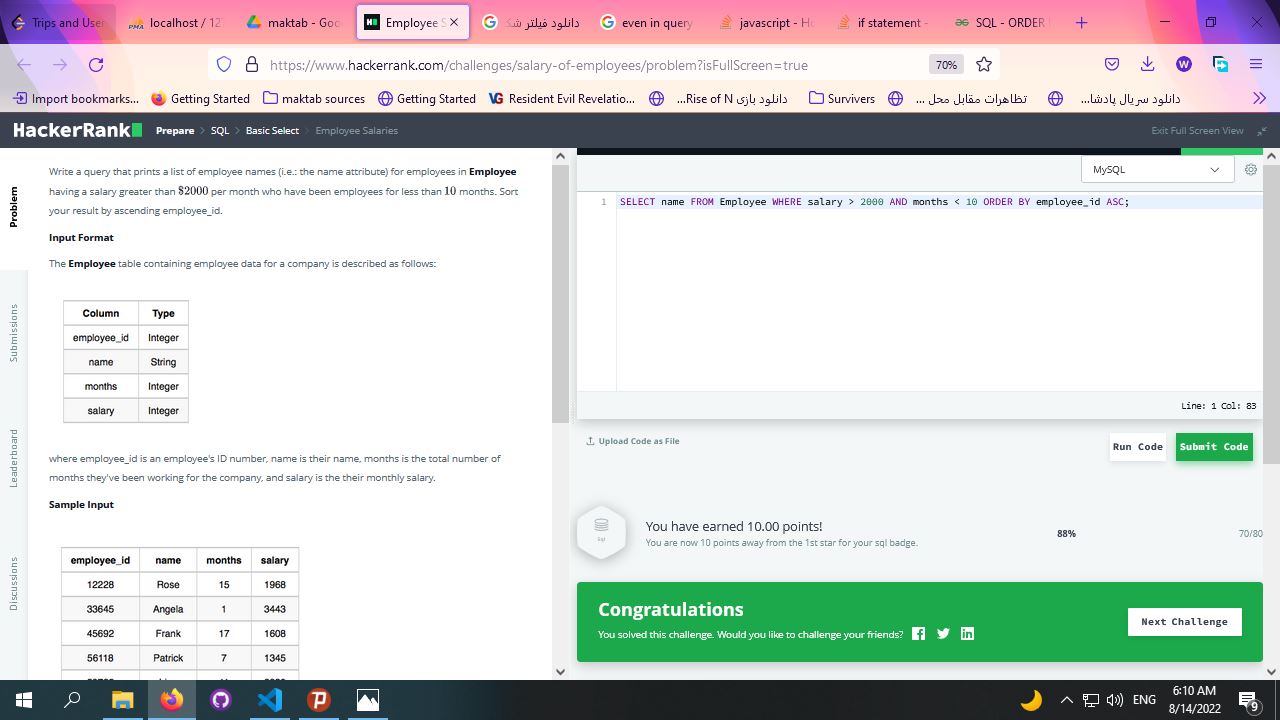 Trips and Users
localhost / 127
maktab - Goo
Employee S
دانلود فیلتر شک
even in query
javascript - Ho
if statement -
SQL - ORDER
https://www.hackerrank.com/challenges/salary-of-employees/problem?isFullScreen=true
70%
Import bookmarks...
Getting Started
maktab sources
Getting Started
Resident Evil Revelatio...
دانلود بازی Rise of N...
Survivers
تظاهرات مقابل محل ...
دانلود سریال پادشا...
HackerRank
Prepare > SQL > Basic Select > Employee Salaries
Exit Full Screen View
Problem
Submissions
Leaderboard
Discussions
Write a query that prints a list of employee names (i.e.: the name attribute) for employees in Employee
having a salary greater than $2000 per month who have been employees for less than 10 months. Sort
your result by ascending employee_id.
Input Format
The Employee table containing employee data for a company is described as follows:
Column Type
employee_id Integer
name String
months Integer
salary Integer
where employee_id is an employee's ID number, name is their name, months is the total number of
months they've been working for the company, and salary is the their monthly salary.
Sample Input
employee_id name months salary
12228 Rose 15 1968
33645 Angela 1 3443
45692 Frank 17 1608
56118 Patrick 7 1345
MySQL
1 SELECT name FROM Employee WHERE salary > 2000 AND months < 10 ORDER BY employee_id ASC;
Line: 1 Col: 83
Upload Code as File
Run Code
Submit Code
Sql
You have earned 10.00 points!
You are now 10 points away from the 1st star for your sql badge.
88%
70/80
Congratulations
You solved this challenge. Would you like to challenge your friends?
Next Challenge
ENG
6:10 AM
8/14/2022
9